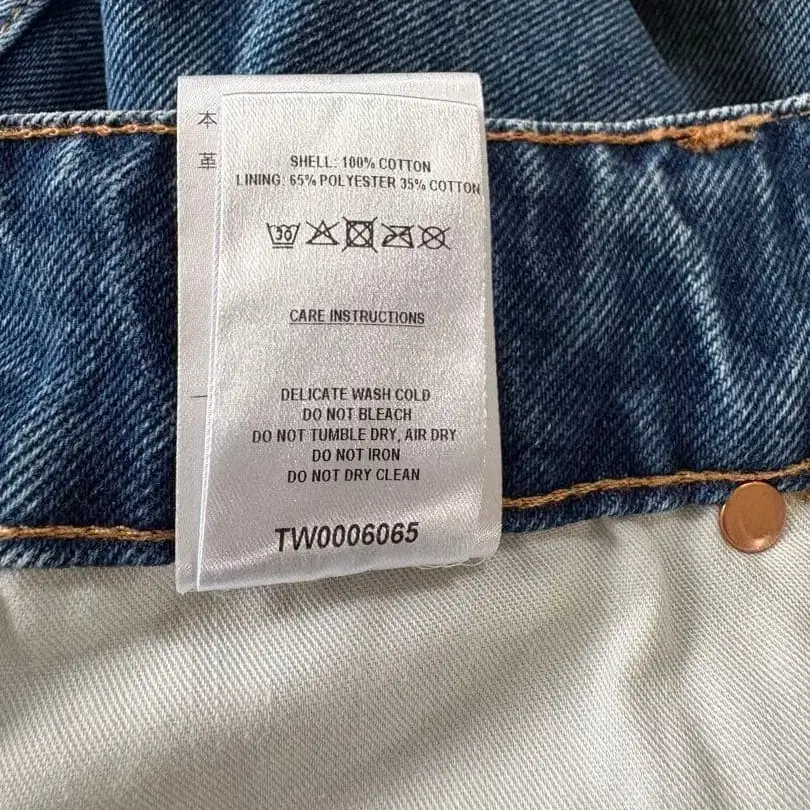 本
革
SHELL: 100% COTTON
LINING: 65% POLYESTER 35% COTTON
30
CARE INSTRUCTIONS
DELICATE WASH COLD
DO NOT BLEACH
DO NOT TUMBLE DRY, AIR DRY
DO NOT IRON
DO NOT DRY CLEAN
TW0006065